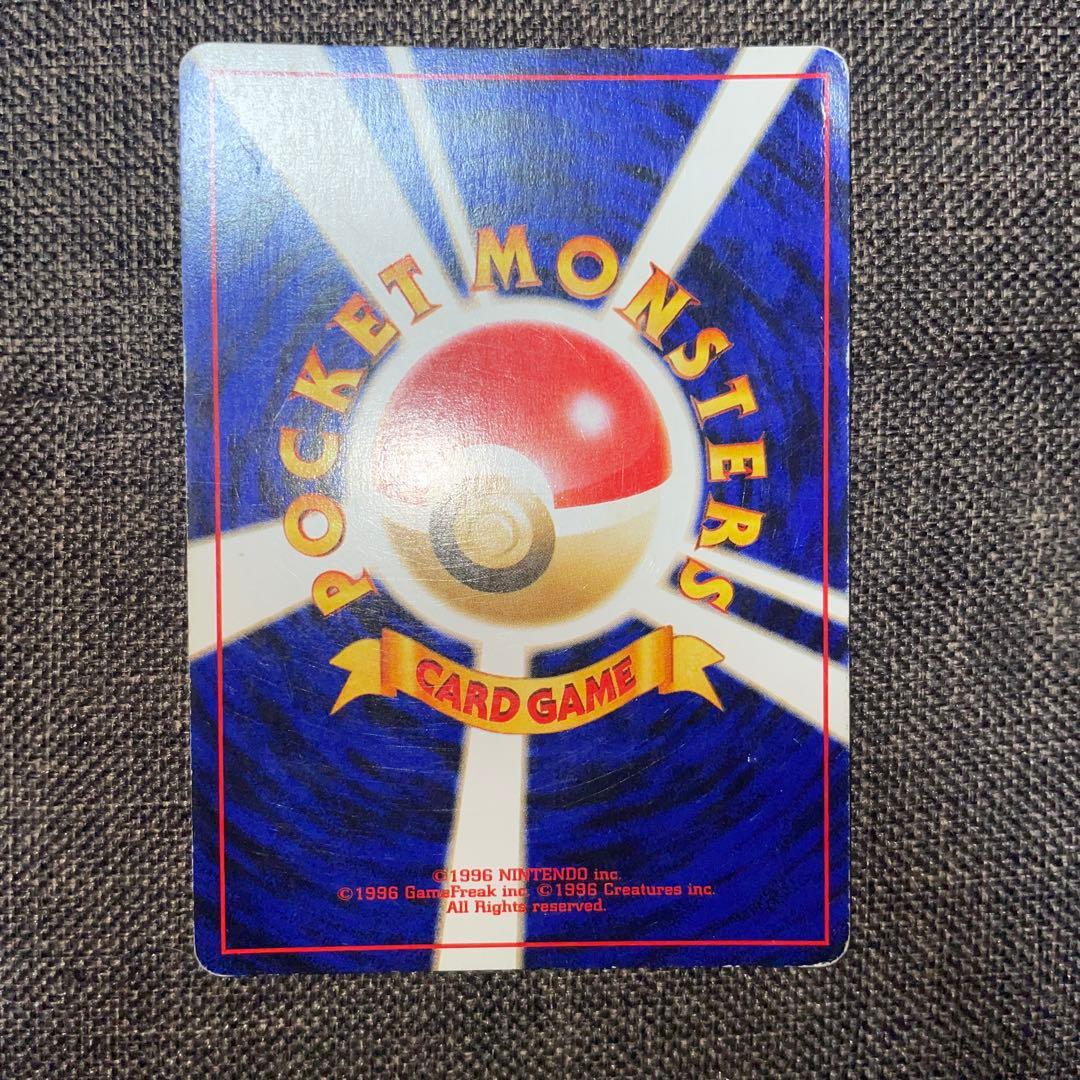 POCKET MONSTERS
CARD GAME
©1996 NINTENDO inc.
©1996 GameFreak inc. ©1996 Creatures inc.
All Rights reserved.